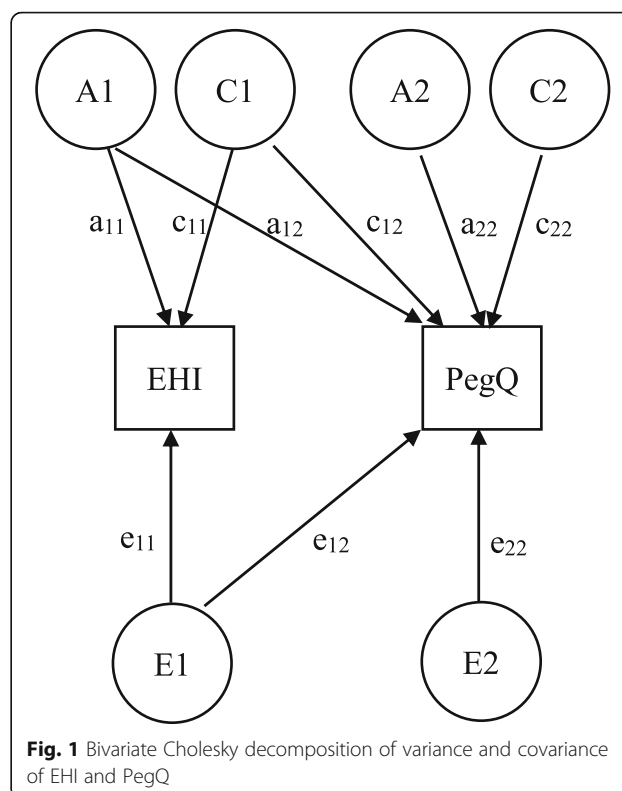 A1 C1 A2 C2
a11 c11 a12 c12 a22 c22
EHI PegQ
e11 e12 e22
E1 E2
Fig. 1 Bivariate Cholesky decomposition of variance and covariance
of EHI and PegQ